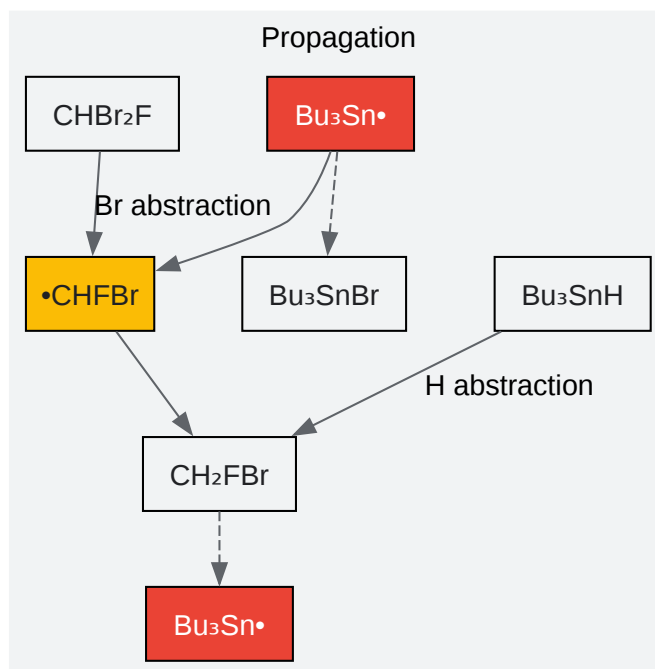 Propagation
CHBr₂F
Bu₃Sn•
Br abstraction
•CHFBr
Bu₃SnBr
Bu₃SnH
H abstraction
CH₂FBr
Bu₃Sn•